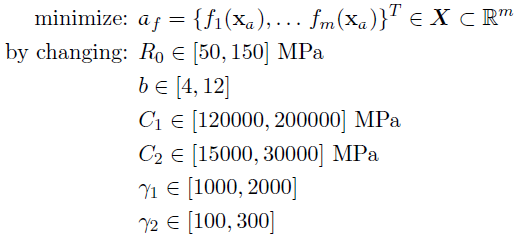 minimize: a_f = {f_1(x_a), … f_m(x_a)}^T ∈ X ⊂ ℝ^m
by changing: R_0 ∈ [50, 150] MPa
b ∈ [4, 12]
C_1 ∈ [120000, 200000] MPa
C_2 ∈ [15000, 30000] MPa
γ_1 ∈ [1000, 2000]
γ_2 ∈ [100, 300]